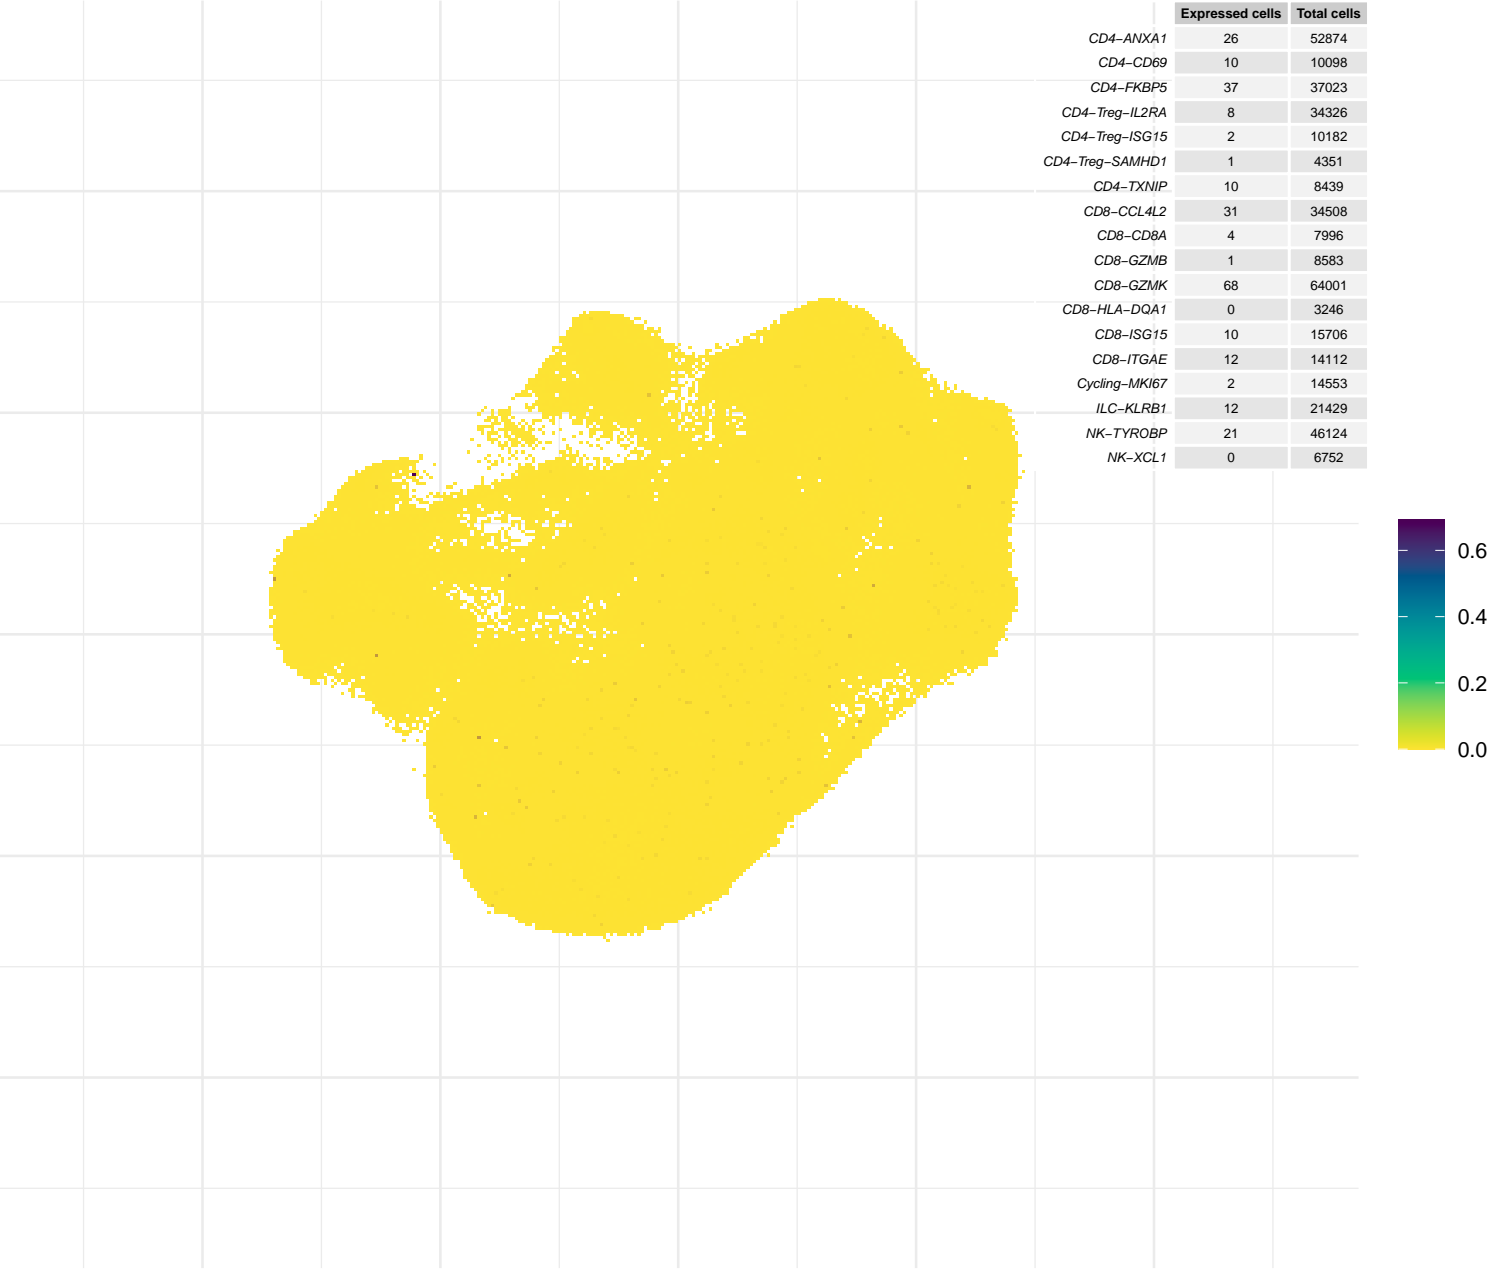 Expressed cells Total cells
CD4−ANXA1 26 52874
CD4−CD69 10 10098
CD4−FKBP5 37 37023
CD4−Treg−IL2RA 8 34326
CD4−Treg−ISG15 2 10182
CD4−Treg−SAMHD1 1 4351
CD4−TXNIP 10 8439
CD8−CCL4L2 31 34508
CD8−CD8A 4 7996
CD8−GZMB 1 8583
CD8−GZMK 68 64001
CD8−HLA−DQA1 0 3246
CD8−ISG15 10 15706
CD8−ITGAE 12 14112
Cycling−MKI67 2 14553
ILC−KLRB1 12 21429
NK−TYROBP 21 46124
NK−XCL1 0 6752
0.6
0.4
0.2
0.0